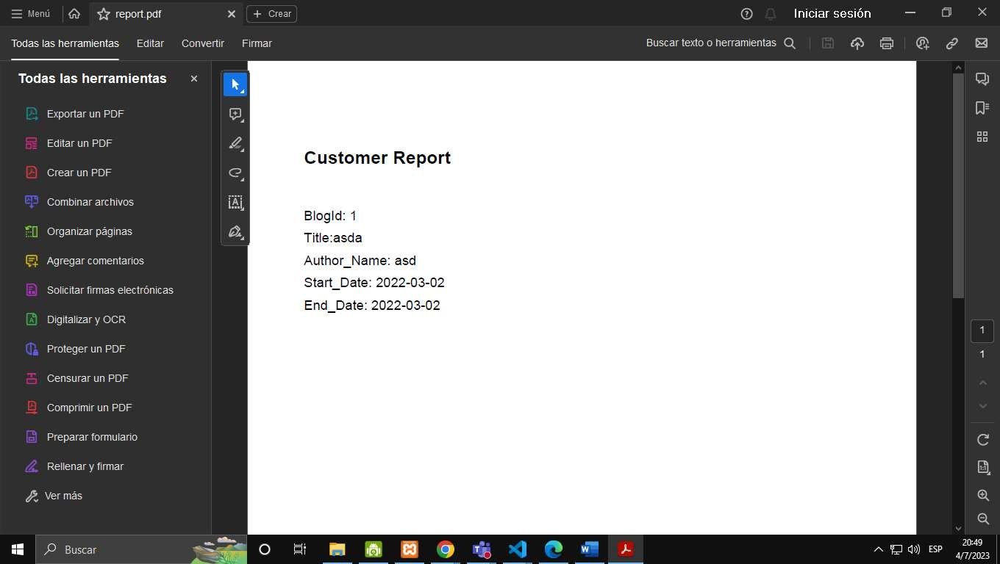 Menú
report.pdf
Crear
Iniciar sesión
Todas las herramientas
Editar
Convertir
Firmar
Buscar texto o herramientas
Todas las herramientas
Exportar un PDF
Editar un PDF
Crear un PDF
Combinar archivos
Organizar páginas
Agregar comentarios
Solicitar firmas electrónicas
Digitalizar y OCR
Proteger un PDF
Censurar un PDF
Comprimir un PDF
Preparar formulario
Rellenar y firmar
Ver más
Customer Report
BlogId: 1
Title:asda
Author_Name: asd
Start_Date: 2022-03-02
End_Date: 2022-03-02
1
1
Buscar
ESP
20:49
4/7/2023